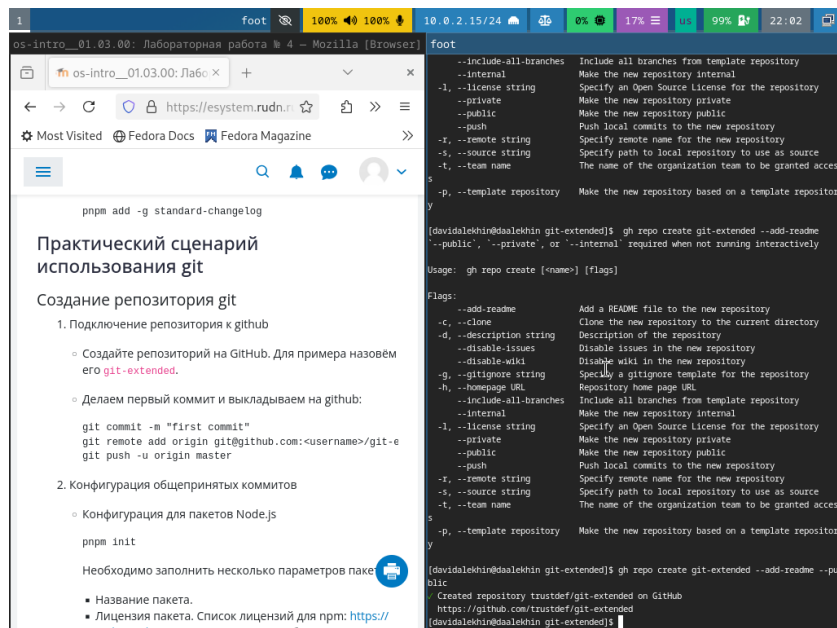 1
foot
100% 100%
10.0.2.15/24
0%
17%
us
99%
22:02
os-intro__01.03.00: Лабораторная работа № 4 — Mozilla [Browser]
foot
os-intro__01.03.00: Лабо
https://esystem.rudn.r
Most Visited
Fedora Docs
Fedora Magazine
pnpm add -g standard-changelog
Практический сценарий
использования git
Создание репозитория git
1. Подключение репозитория к github
Создайте репозиторий на GitHub. Для примера назовём
его git-extended.
Делаем первый коммит и выкладываем на github:
git commit -m "first commit"
git remote add origin git@github.com:<username>/git-e
git push -u origin master
2. Конфигурация общепринятых коммитов
Конфигурация для пакетов Node.js
pnpm init
Необходимо заполнить несколько параметров паке
Название пакета.
Лицензия пакета. Список лицензий для npm: https://
--include-all-branches Include all branches from template repository
--internal Make the new repository internal
-l, --license string Specify an Open Source License for the repository
--private Make the new repository private
--public Make the new repository public
--push Push local commits to the new repository
-r, --remote string Specify remote name for the new repository
-s, --source string Specify path to local repository to use as source
-t, --team name The name of the organization team to be granted acces
s
-p, --template repository Make the new repository based on a template repositor
y
[davidalekhin@daalekhin git-extended]$ gh repo create git-extended --add-readme
`--public`, `--private`, or `--internal` required when not running interactively
Usage: gh repo create [<name>] [flags]
Flags:
--add-readme Add a README file to the new repository
-c, --clone Clone the new repository to the current directory
-d, --description string Description of the repository
--disable-issues Disable issues in the new repository
--disable-wiki Disable wiki in the new repository
-g, --gitignore string Specify a gitignore template for the repository
-h, --homepage URL Repository home page URL
--include-all-branches Include all branches from template repository
--internal Make the new repository internal
-l, --license string Specify an Open Source License for the repository
--private Make the new repository private
--public Make the new repository public
--push Push local commits to the new repository
-r, --remote string Specify remote name for the new repository
-s, --source string Specify path to local repository to use as source
-t, --team name The name of the organization team to be granted acces
s
-p, --template repository Make the new repository based on a template repositor
y
[davidalekhin@daalekhin git-extended]$ gh repo create git-extended --add-readme --pu
blic
✓ Created repository trustdef/git-extended on GitHub
https://github.com/trustdef/git-extended
[davidalekhin@daalekhin git-extended]$